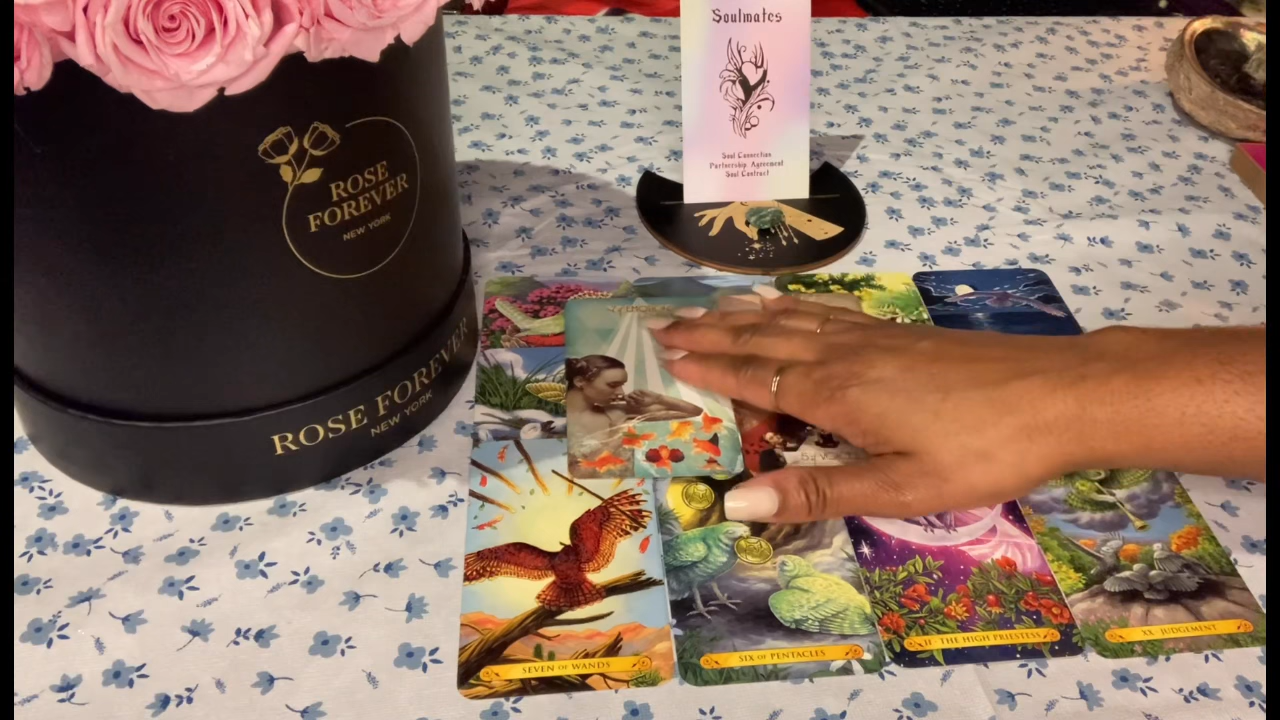 Soulmates
Soul Connection
Partnership, Agreement
Soul Contract
ROSE
FOREVER
NEW YORK
ROSE FOREVER
NEW YORK
SEVEN OF WANDS
SIX OF PENTACLES
II THE HIGH PRIESTESS
XX JUDGEMENT